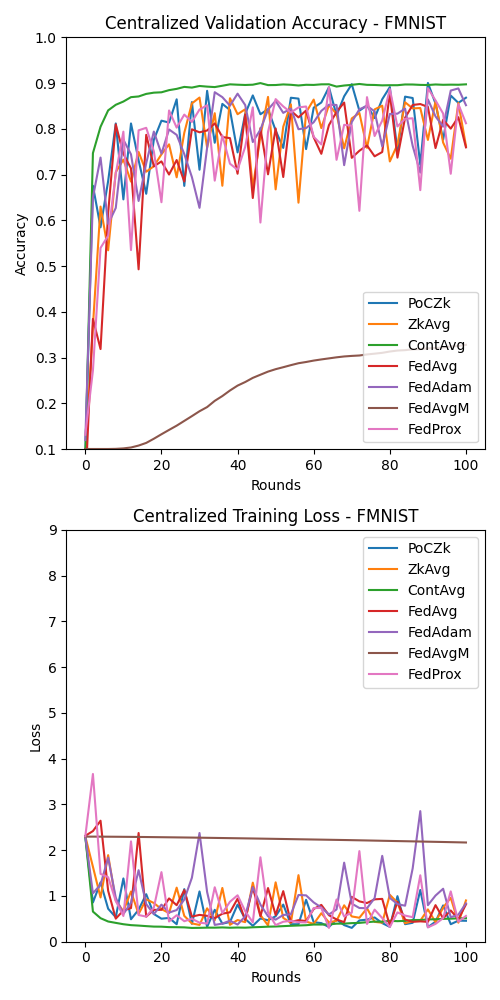 Centralized Validation Accuracy - FMNIST
1.0
0.9
0.8
0.7
0.6
0.5
0.4
0.3
0.2
0.1
Accuracy
PoCZk
ZkAvg
ContAvg
FedAvg
FedAdam
FedAvgM
FedProx
0 20 40 60 80 100
Rounds
Centralized Training Loss - FMNIST
9
8
7
6
5
4
3
2
1
0
Loss
PoCZk
ZkAvg
ContAvg
FedAvg
FedAdam
FedAvgM
FedProx
0 20 40 60 80 100
Rounds